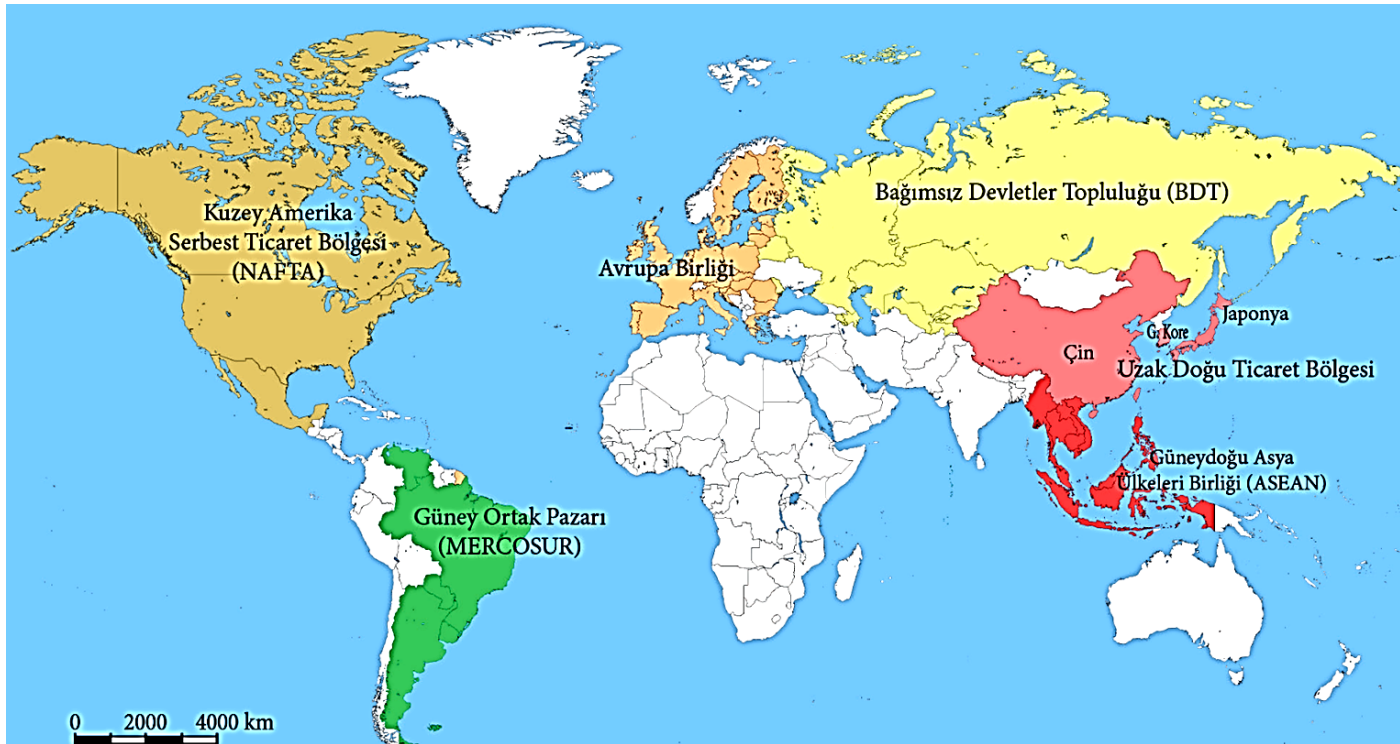 Kuzey Amerika
Serbest Ticaret Bölgesi
(NAFTA)
Bağımsız Devletler Topluluğu (BDT)
Avrupa Birliği
Japonya
G. Kore
Çin
Uzak Doğu Ticaret Bölgesi
Güneydoğu Asya
Ülkeleri Birliği (ASEAN)
Güney Ortak Pazarı
(MERCOSUR)
0 2000 4000 km